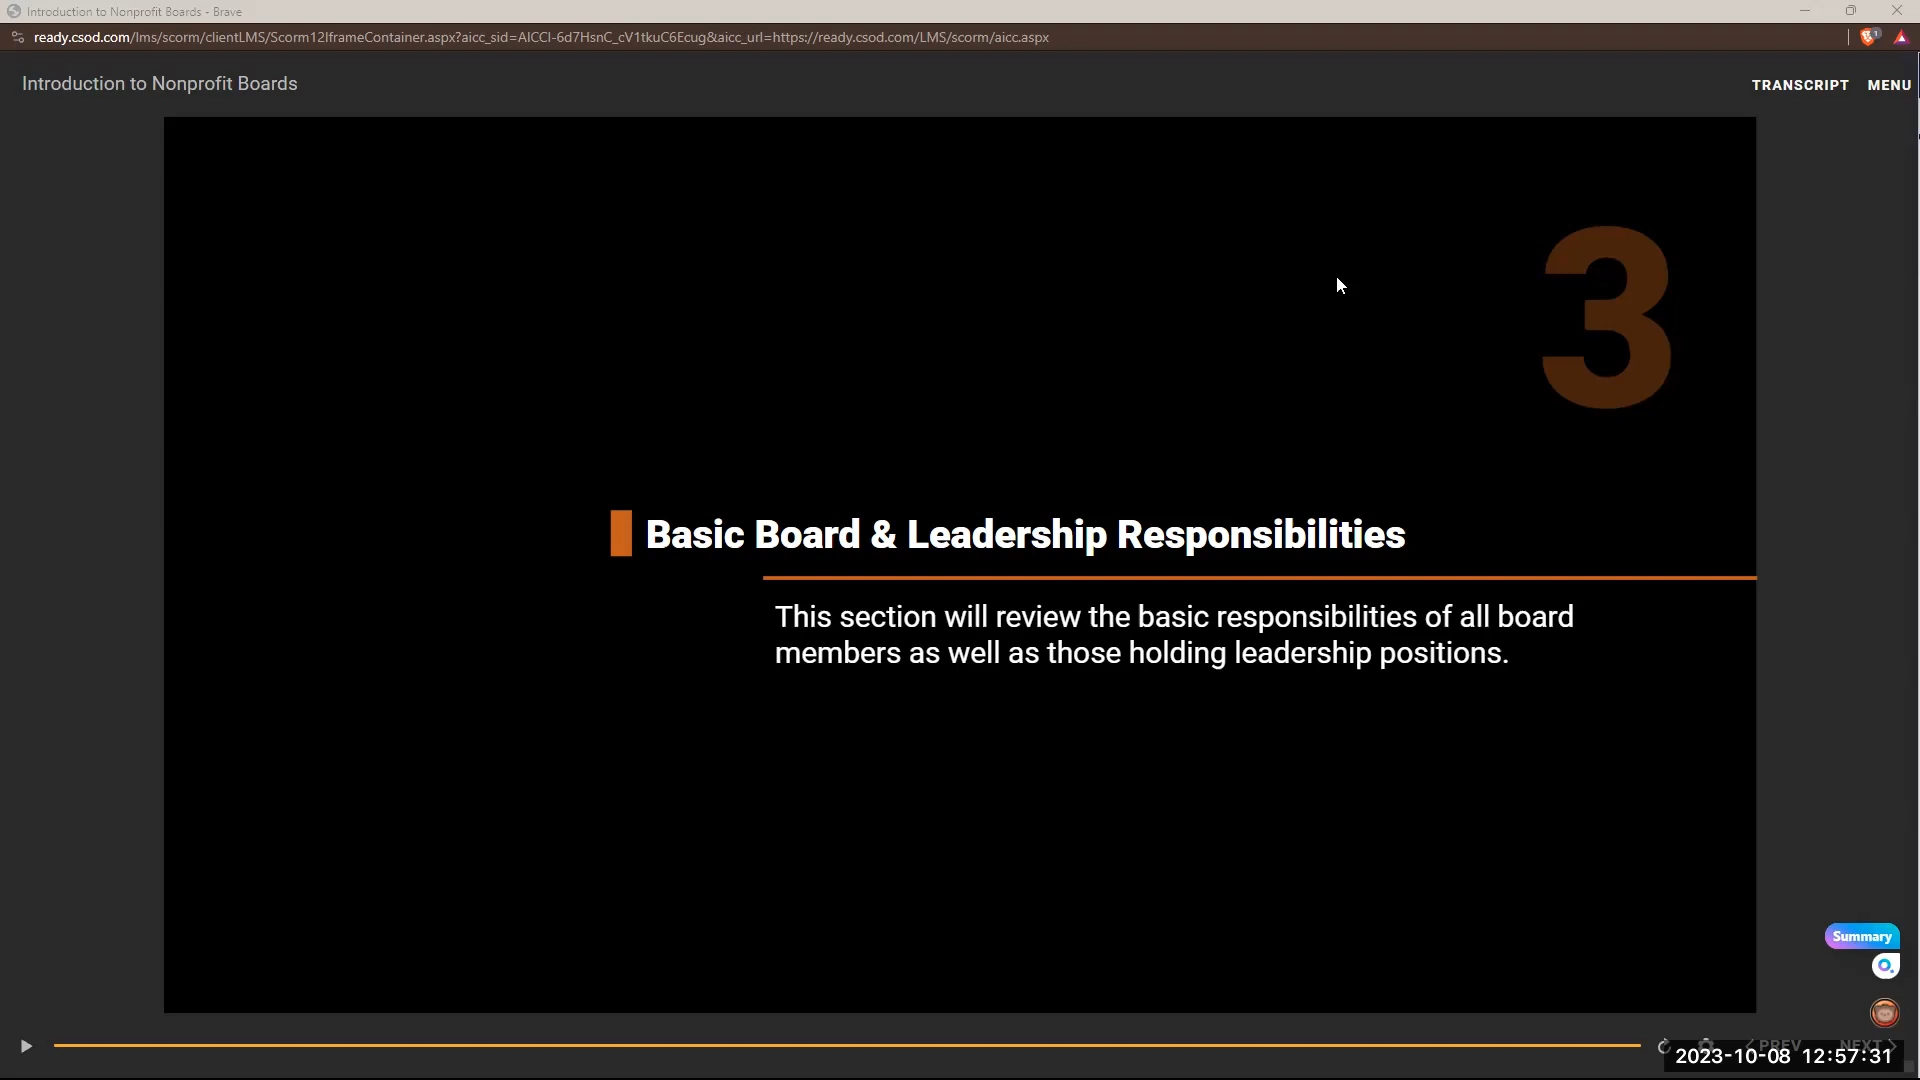 Introduction to Nonprofit Boards - Brave
ready.csod.com/lms/scorm/clientLMS/Scorm12IframeContainer.aspx?aicc_sid=AICCI-6d7HsnC_cV1tkuC6Ecug&aicc_url=https://ready.csod.com/LMS/scorm/aicc.aspx
1
Introduction to Nonprofit Boards
TRANSCRIPT MENU
3
Basic Board & Leadership Responsibilities
This section will review the basic responsibilities of all board
members as well as those holding leadership positions.
Summary
PREV NEXT
2023-10-08 12:57:31